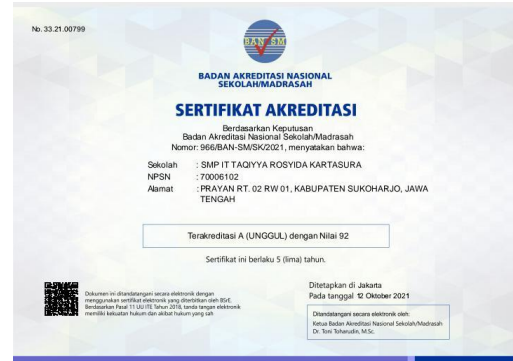 No. 33.21.00799
BAN S/M
BADAN AKREDITASI NASIONAL
SEKOLAH/MADRASAH
SERTIFIKAT AKREDITASI
Berdasarkan Keputusan
Badan Akreditasi Nasional Sekolah/Madrasah
Nomor: 966/BAN-SM/SK/2021, menyatakan bahwa:
Sekolah : SMP IT TAQIYYA ROSYIDA KARTASURA
NPSN : 70006102
Alamat : PRAYAN RT. 02 RW 01, KABUPATEN SUKOHARJO, JAWA
TENGAH
Terakreditasi A (UNGGUL) dengan Nilai 92
Sertifikat ini berlaku 5 (lima) tahun.
Dokumen ini ditandatangani secara elektronik dengan
menggunakan sertifikat elektronik yang diterbitkan oleh BSrE.
Berdasarkan Pasal 11 UU ITE Tahun 2018, tanda tangan elektronik
memiliki kekuatan hukum dan akibat hukum yang sah
Ditetapkan di Jakarta
Pada tanggal 12 Oktober 2021
Ditandatangani secara elektronik oleh:
Ketua Badan Akreditasi Nasional Sekolah/Madrasah
Dr. Toni Toharudin, M.Sc.